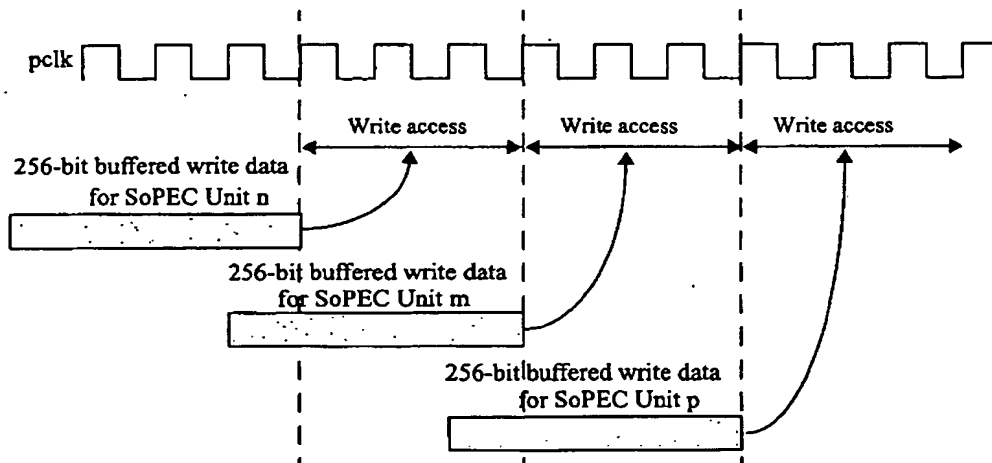 pclk
Write access
Write access
Write access
256-bit buffered write data
for SoPEC Unit n
256-bit buffered write data
for SoPEC Unit m
256-bit buffered write data
for SoPEC Unit p